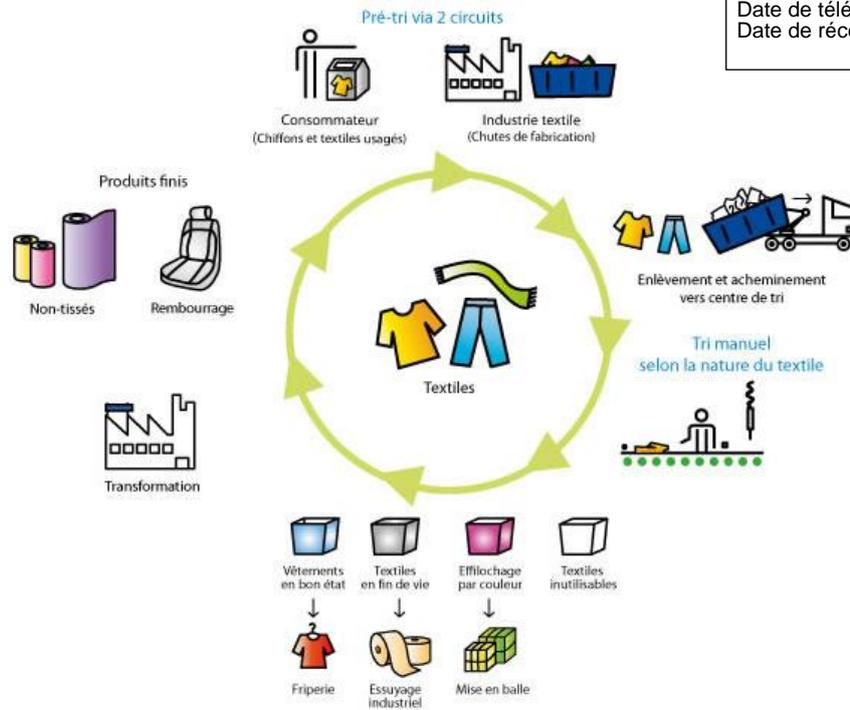 Date de
Date de
Pré-tri via 2 circuits
Consommateur
(Chiffons et textiles usagés)
Industrie textile
(Chutes de fabrication)
Produits finis
Non-tissés
Rembourrage
Enlèvement et acheminement
vers centre de tri
Tri manuel
selon la nature du textile
Textiles
Transformation
Vêtements
en bon état
Textiles
en fin de vie
Effilochage
par couleur
Textiles
inutilisables
Friperie
Essuyage
industriel
Mise en balle